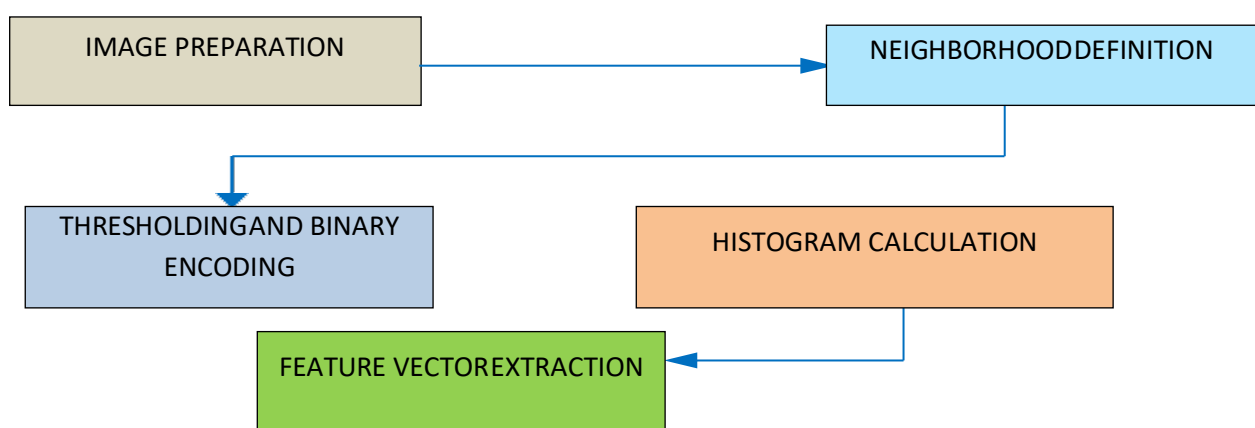 IMAGE PREPARATION
NEIGHBORHOODDEFINITION
THRESHOLDINGAND BINARY
ENCODING
HISTOGRAM CALCULATION
FEATURE VECTOREXTRACTION